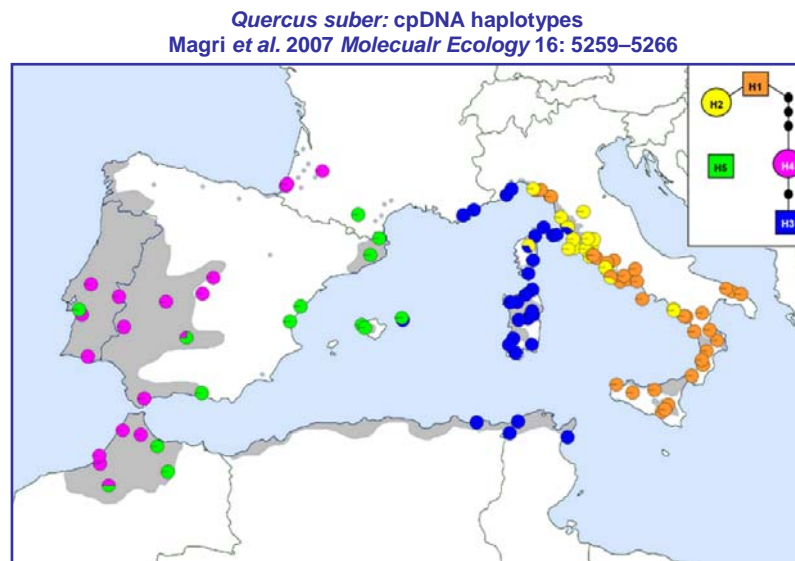 Quercus suber: cpDNA haplotypes
Magri et al. 2007 Molecualr Ecology 16: 5259–5266
H1
H2
H5
H4
H3